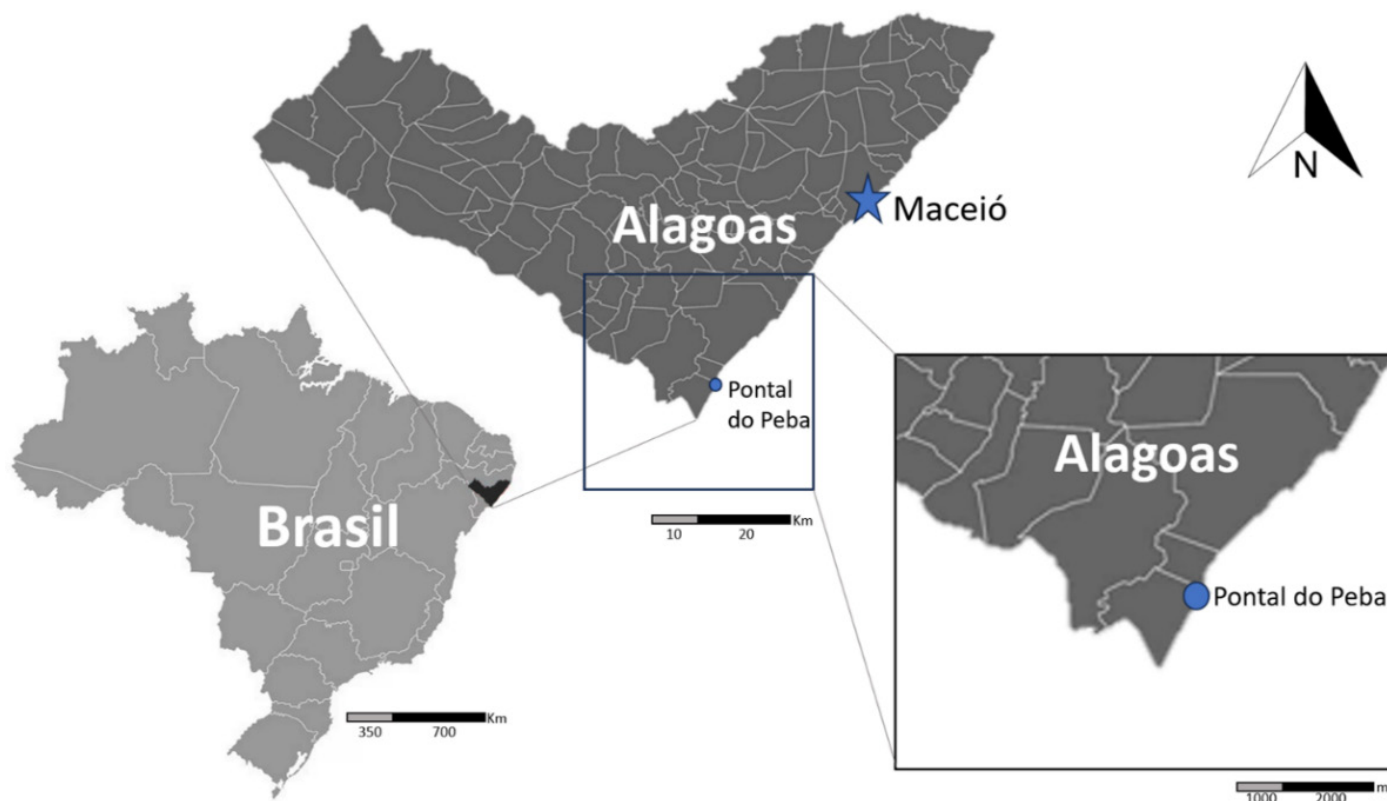 N
Maceió
Alagoas
Pontal
do Peba
Km
10 20
Brasil
Km
350 700
Alagoas
Pontal do Peba
m
1000 2000